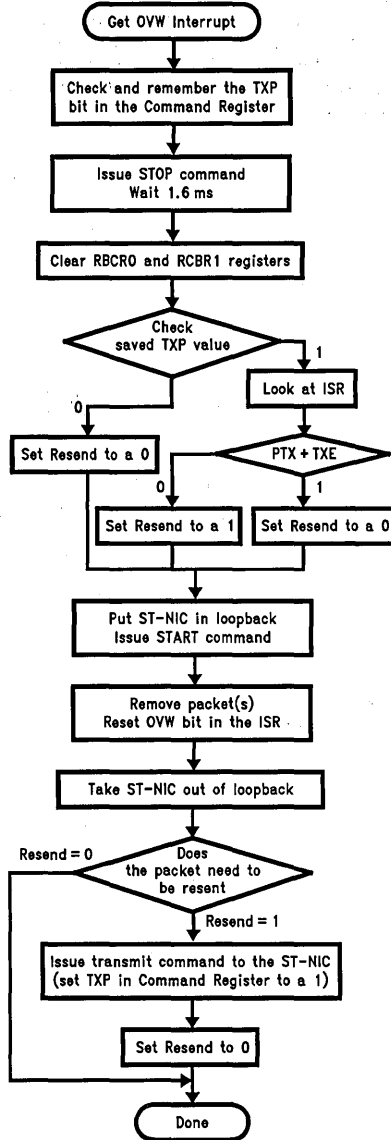 Get OVW Interrupt
Check and remember the TXP
bit in the Command Register
Issue STOP command
Wait 1.6 ms
Clear RBCR0 and RCBR1 registers
Check
saved TXP value
1
Look at ISR
0
Set Resend to a 0
PTX + TXE
0
1
Set Resend to a 1
Set Resend to a 0
Put ST-NIC in loopback
Issue START command
Remove packet(s)
Reset OVW bit in the ISR
Take ST-NIC out of loopback
Resend = 0
Does
the packet need to
be resent
Resend = 1
Issue transmit command to the ST-NIC
(set TXP in Command Register to a 1)
Set Resend to 0
Done